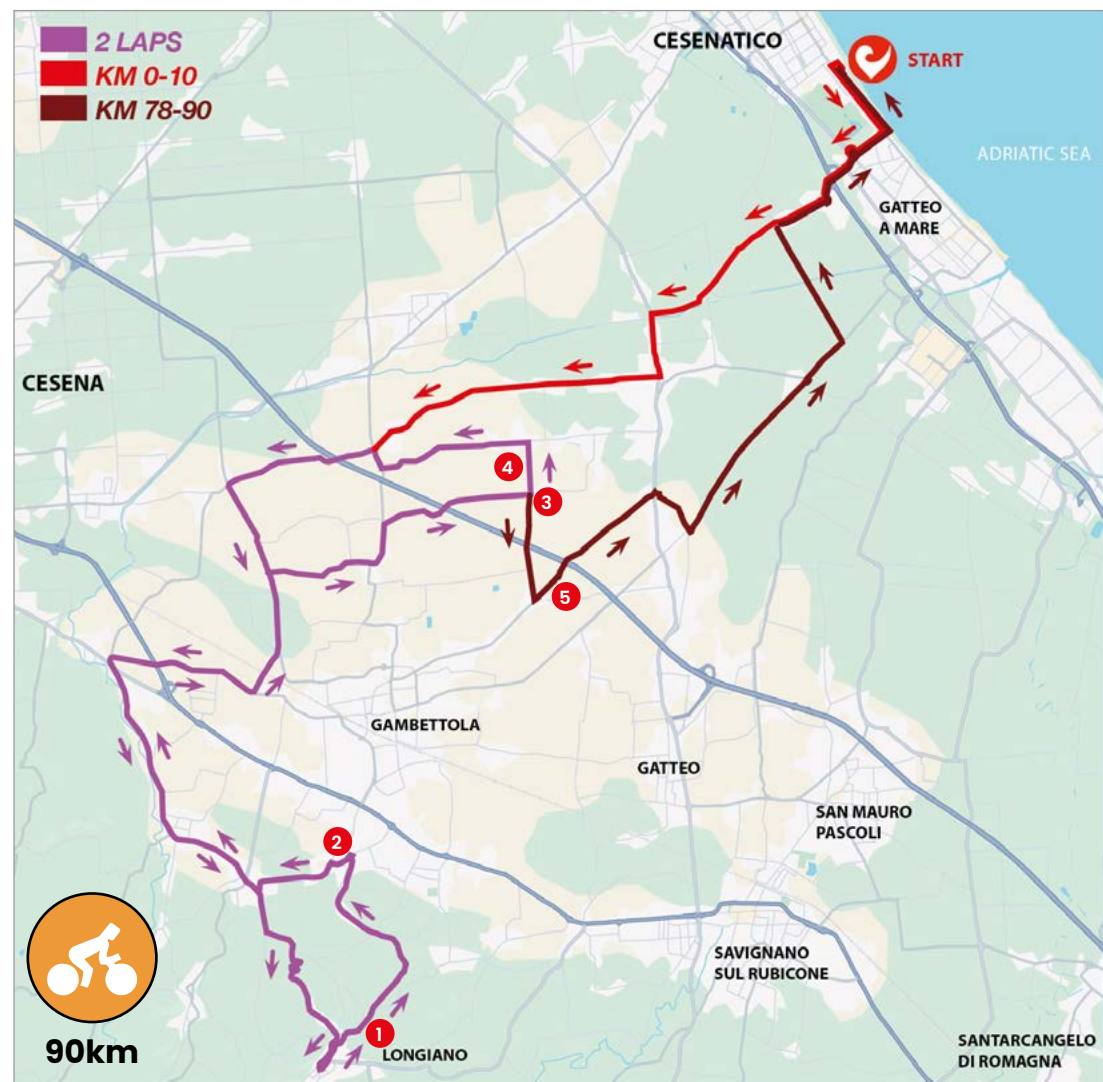 2 LAPS
KM 0-10
KM 78-90
CESENATICO
START
ADRIATIC SEA
GATTEO
A MARE
CESENA
4
3
5
GAMBETTOLA
GATTEO
SAN MAURO
PASCOLI
2
SAVIGNANO
SUL RUBICONE
1
LONGIANO
90km
SANTARCANGELO
DI ROMAGNA